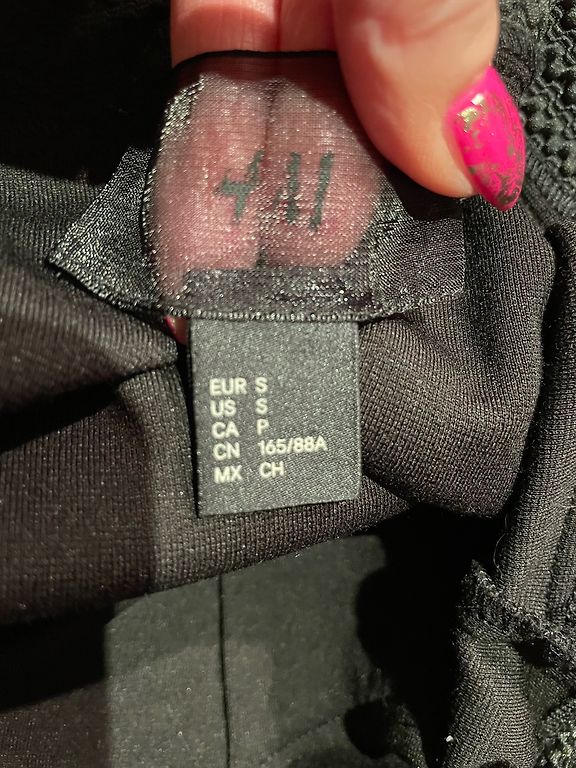 EUR S
US S
CA P
CN 165/88A
MX CH